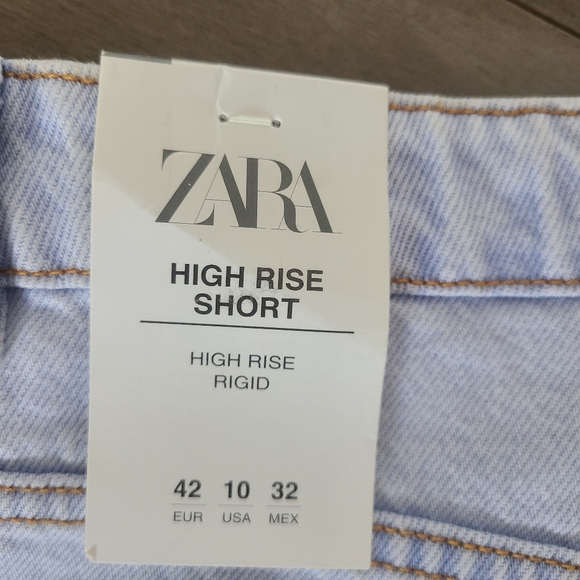 ZARA
HIGH RISE
SHORT
HIGH RISE
RIGID
42 10 32
EUR USA MEX